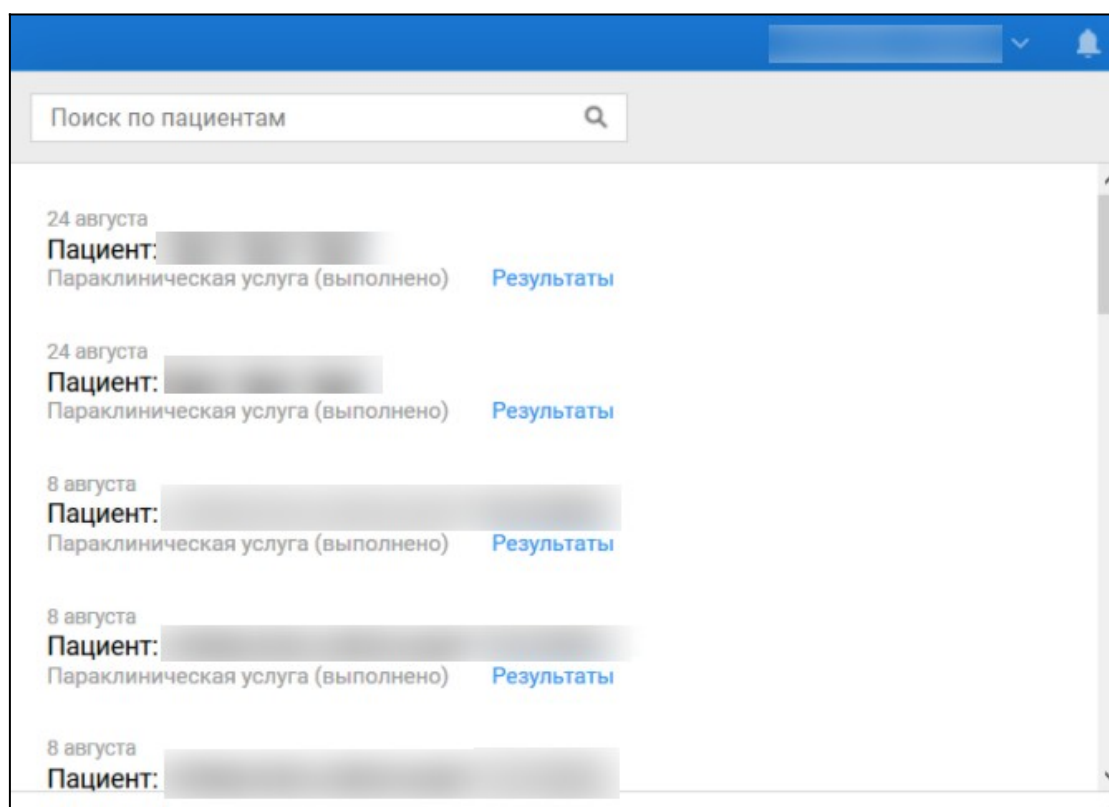 Поиск по пациентам
24 августа
Пациент:
Параклиническая услуга (выполнено) Результаты
24 августа
Пациент:
Параклиническая услуга (выполнено) Результаты
8 августа
Пациент:
Параклиническая услуга (выполнено) Результаты
8 августа
Пациент:
Параклиническая услуга (выполнено) Результаты
8 августа
Пациент: